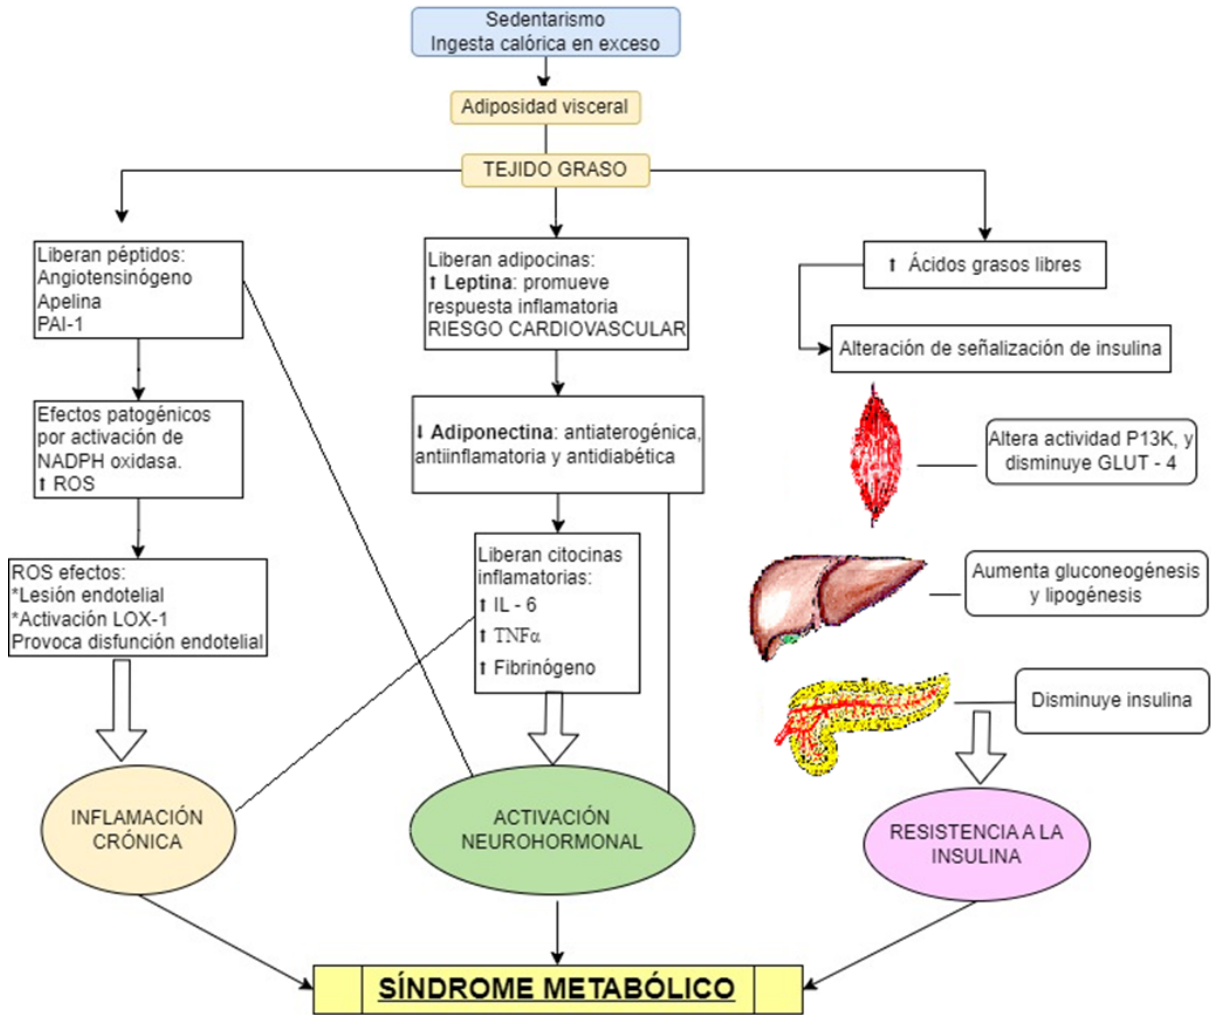 Sedentarismo
Ingesta calórica en exceso
Adiposidad visceral
TEJIDO GRASO
Liberan péptidos:
Angiotensinógeno
Apelina
PAI-1
Efectos patogénicos
por activación de
NADPH oxidasa.
⬆ ROS
ROS efectos:
*Lesión endotelial
*Activación LOX-1
Provoca disfunción endotelial
INFLAMACIÓN
CRÓNICA
Liberan adipocinas:
⬆ Leptina: promueve
respuesta inflamatoria
RIESGO CARDIOVASCULAR
⬇ Adiponectina: antiaterogénica,
antiinflamatoria y antidiabética
Liberan citocinas
inflamatorias:
⬆ IL - 6
⬆ TNFα
⬆ Fibrinógeno
ACTIVACIÓN
NEUROHORMONAL
⬆ Ácidos grasos libres
Alteración de señalización de insulina
Altera actividad P13K, y
disminuye GLUT - 4
Aumenta gluconeogénesis
y lipogénesis
Disminuye insulina
RESISTENCIA A LA
INSULINA
SÍNDROME METABÓLICO